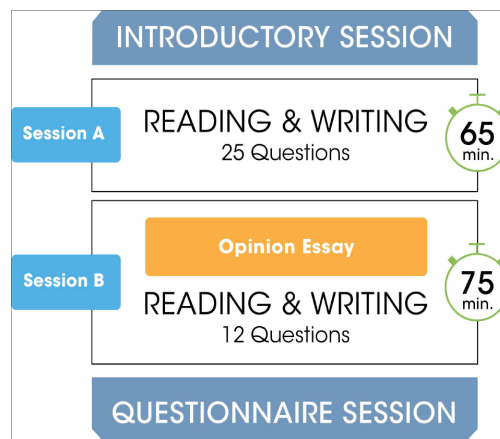 INTRODUCTORY SESSION
Session A
READING & WRITING
25 Questions
65
min.
Opinion Essay
Session B
READING & WRITING
12 Questions
75
min.
QUESTIONNAIRE SESSION